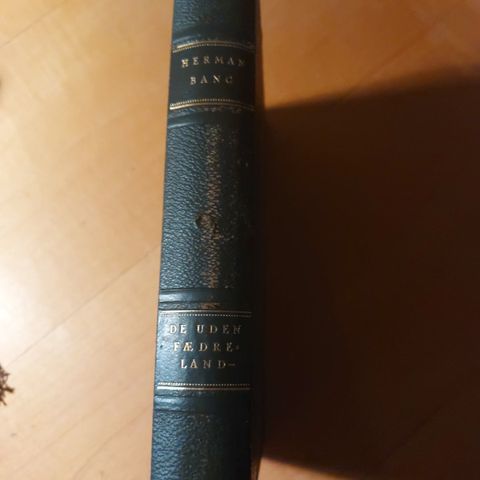 HERMAN
BANG
DE UDEN
FÆDRE-
LAND-